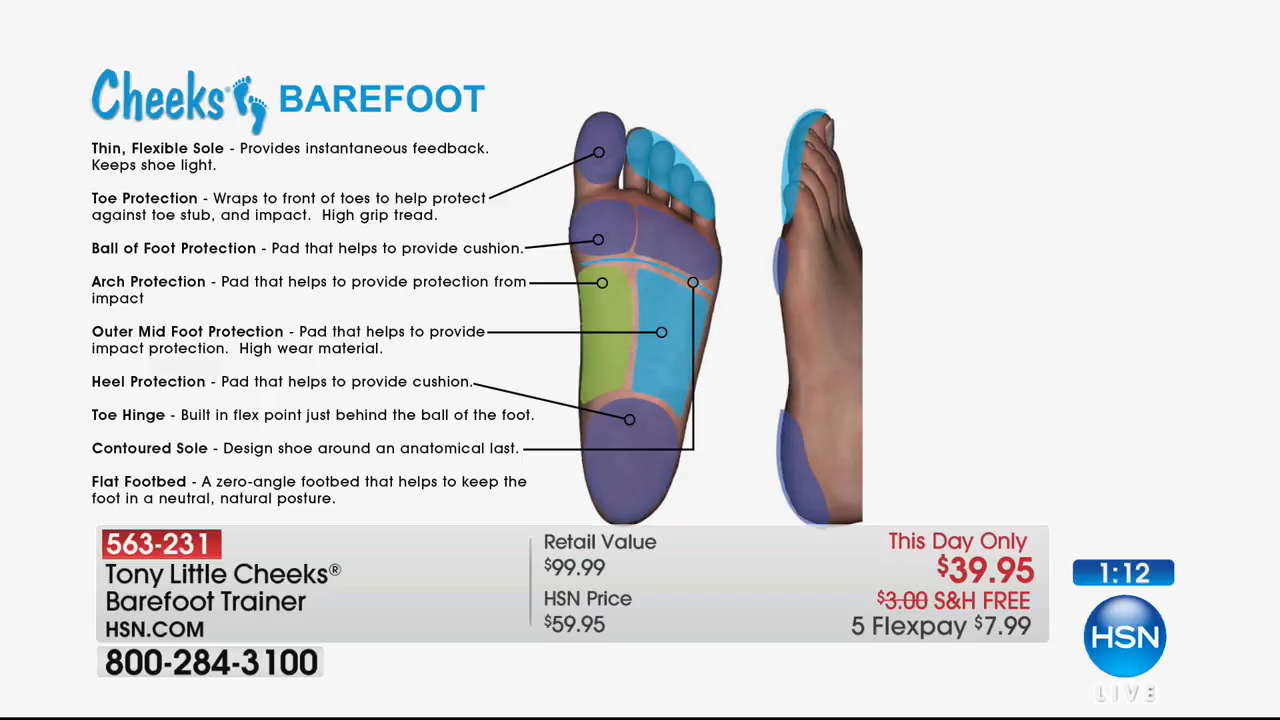 Cheeks® BAREFOOT
Thin, Flexible Sole - Provides instantaneous feedback.
Keeps shoe light.
Toe Protection - Wraps to front of toes to help protect
against toe stub, and impact.  High grip tread.
Ball of Foot Protection - Pad that helps to provide cushion.
Arch Protection - Pad that helps to provide protection from
impact
Outer Mid Foot Protection - Pad that helps to provide
impact protection.  High wear material.
Heel Protection - Pad that helps to provide cushion.
Toe Hinge - Built in flex point just behind the ball of the foot.
Contoured Sole - Design shoe around an anatomical last.
Flat Footbed - A zero-angle footbed that helps to keep the
foot in a neutral, natural posture.
563-231
Tony Little Cheeks®
Barefoot Trainer
HSN.COM
800-284-3100
Retail Value
$99.99
HSN Price
$59.95
This Day Only
$39.95
$3.00 S&H FREE
5 Flexpay $7.99
1:12
HSN
LIVE